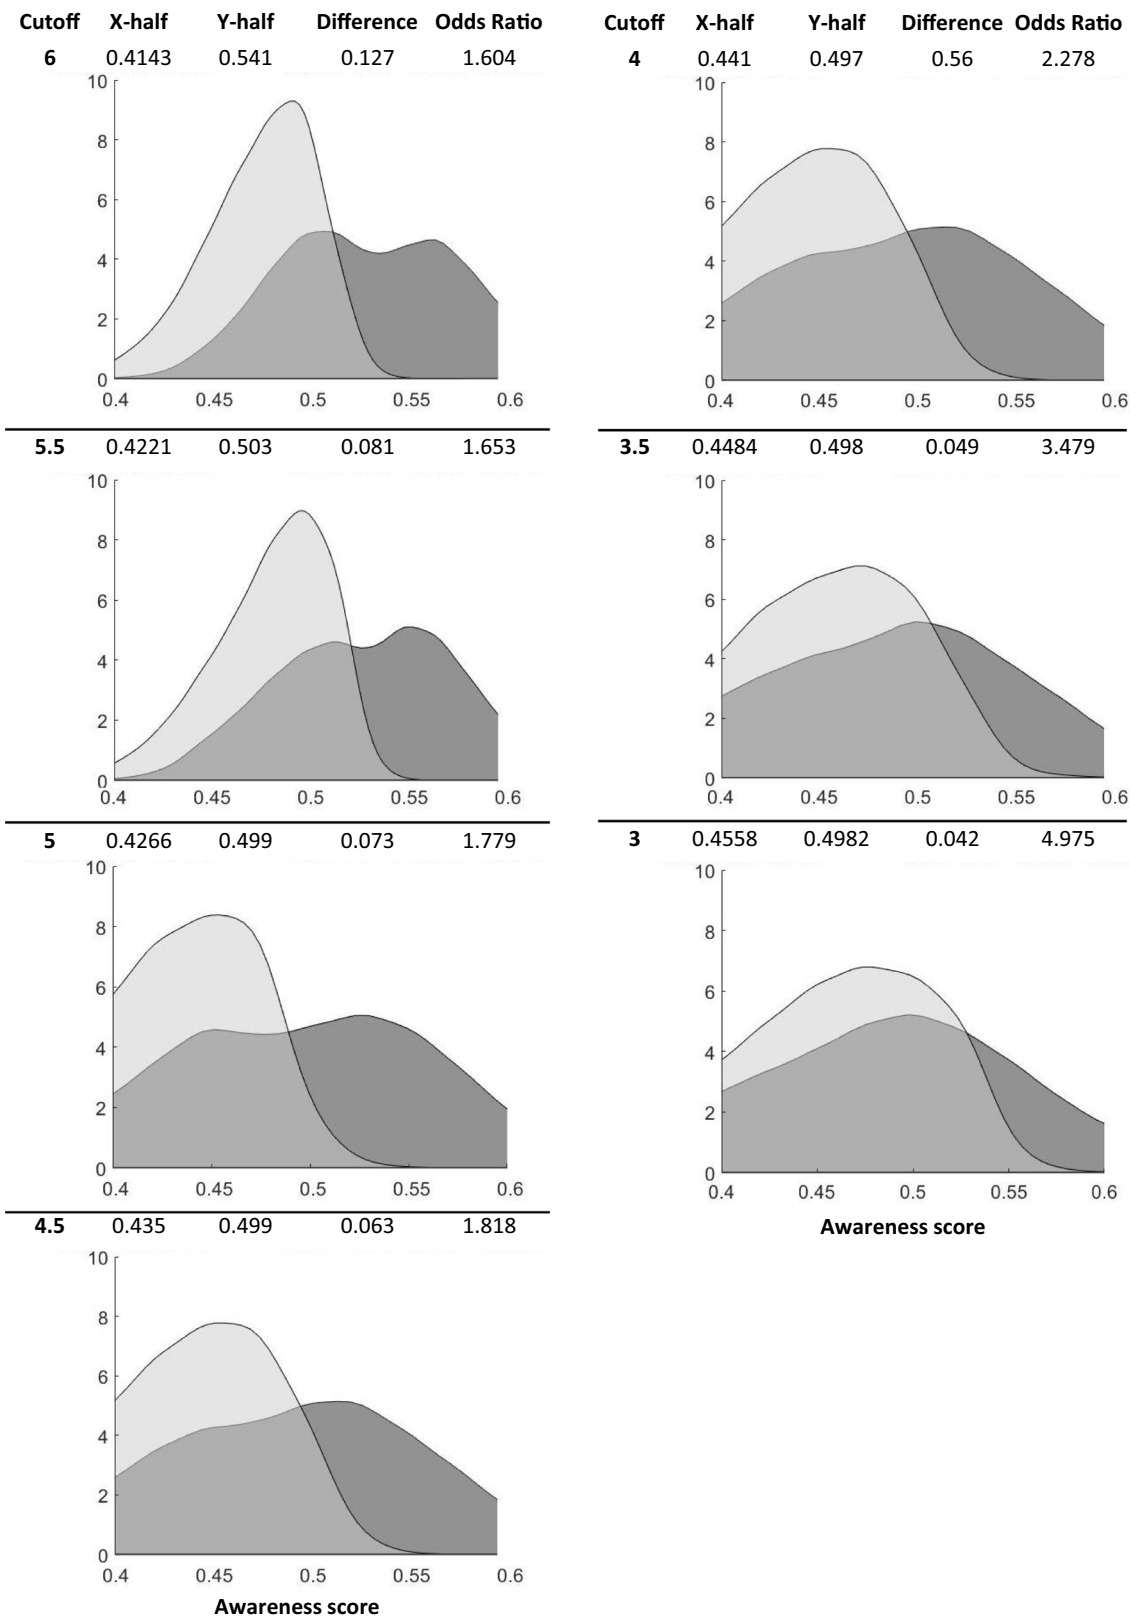 Cutoff X-half Y-half Difference Odds Ratio
6 0.4143 0.541 0.127 1.604
10
8
6
4
2
0
0.4 0.45 0.5 0.55 0.6
5.5 0.4221 0.503 0.081 1.653
10
8
6
4
2
0
0.4 0.45 0.5 0.55 0.6
5 0.4266 0.499 0.073 1.779
10
8
6
4
2
0
0.4 0.45 0.5 0.55 0.6
4.5 0.435 0.499 0.063 1.818
10
8
6
4
2
0
0.4 0.45 0.5 0.55 0.6
Awareness score
Cutoff X-half Y-half Difference Odds Ratio
4 0.441 0.497 0.56 2.278
10
8
6
4
2
0
0.4 0.45 0.5 0.55 0.6
3.5 0.4484 0.498 0.049 3.479
10
8
6
4
2
0
0.4 0.45 0.5 0.55 0.6
3 0.4558 0.4982 0.042 4.975
10
8
6
4
2
0
0.4 0.45 0.5 0.55 0.6
Awareness score